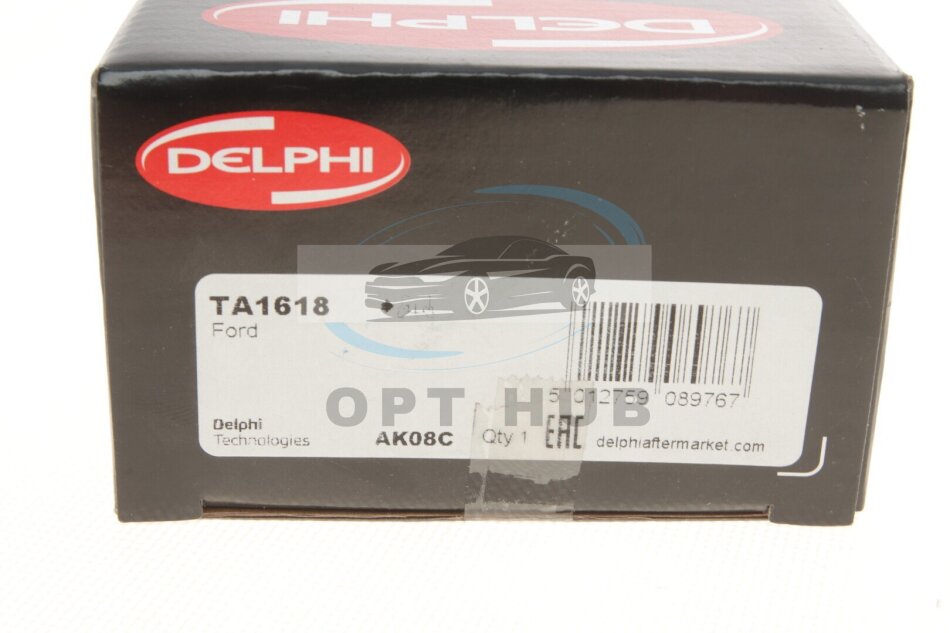 DELPHI
DELPHI
TA1618
Ford
OPT HUB
5 012759 089767
Delphi
Technologies
AK08C
Qty 1
EAC
delphiaftermarket.com